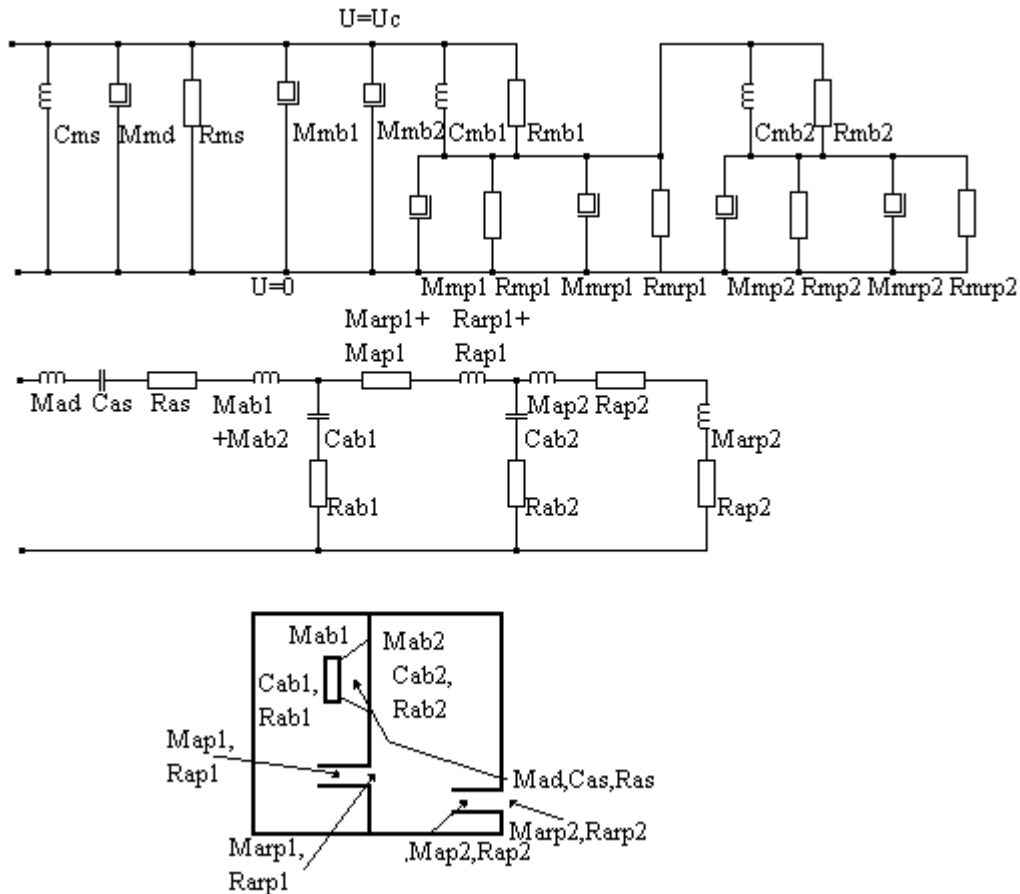 U=Uc
Cms Mmd Rms Mmb1 Mmb2 Cmb1 Rmb1 Cmb2 Rmb2
U=0
Mmp1 Rmp1 Mmrp1 Rmrp1 Mmp2 Rmp2 Mmrp2 Rmrp2
Marp1+ Rarp1+
Map1 Rap1
Mad Cas Ras Mab1 Map2 Rap2
+Mab2 Cab1 Cab2 Marp2
Rab1 Rab2 Rap2
Mab1 Mab2
Cab1, Cab2,
Rab1 Rab2
Map1,
Rap1
Mad,Cas,Ras
Marp2,Rarp2
,Map2,Rap2
Marp1,
Rarp1